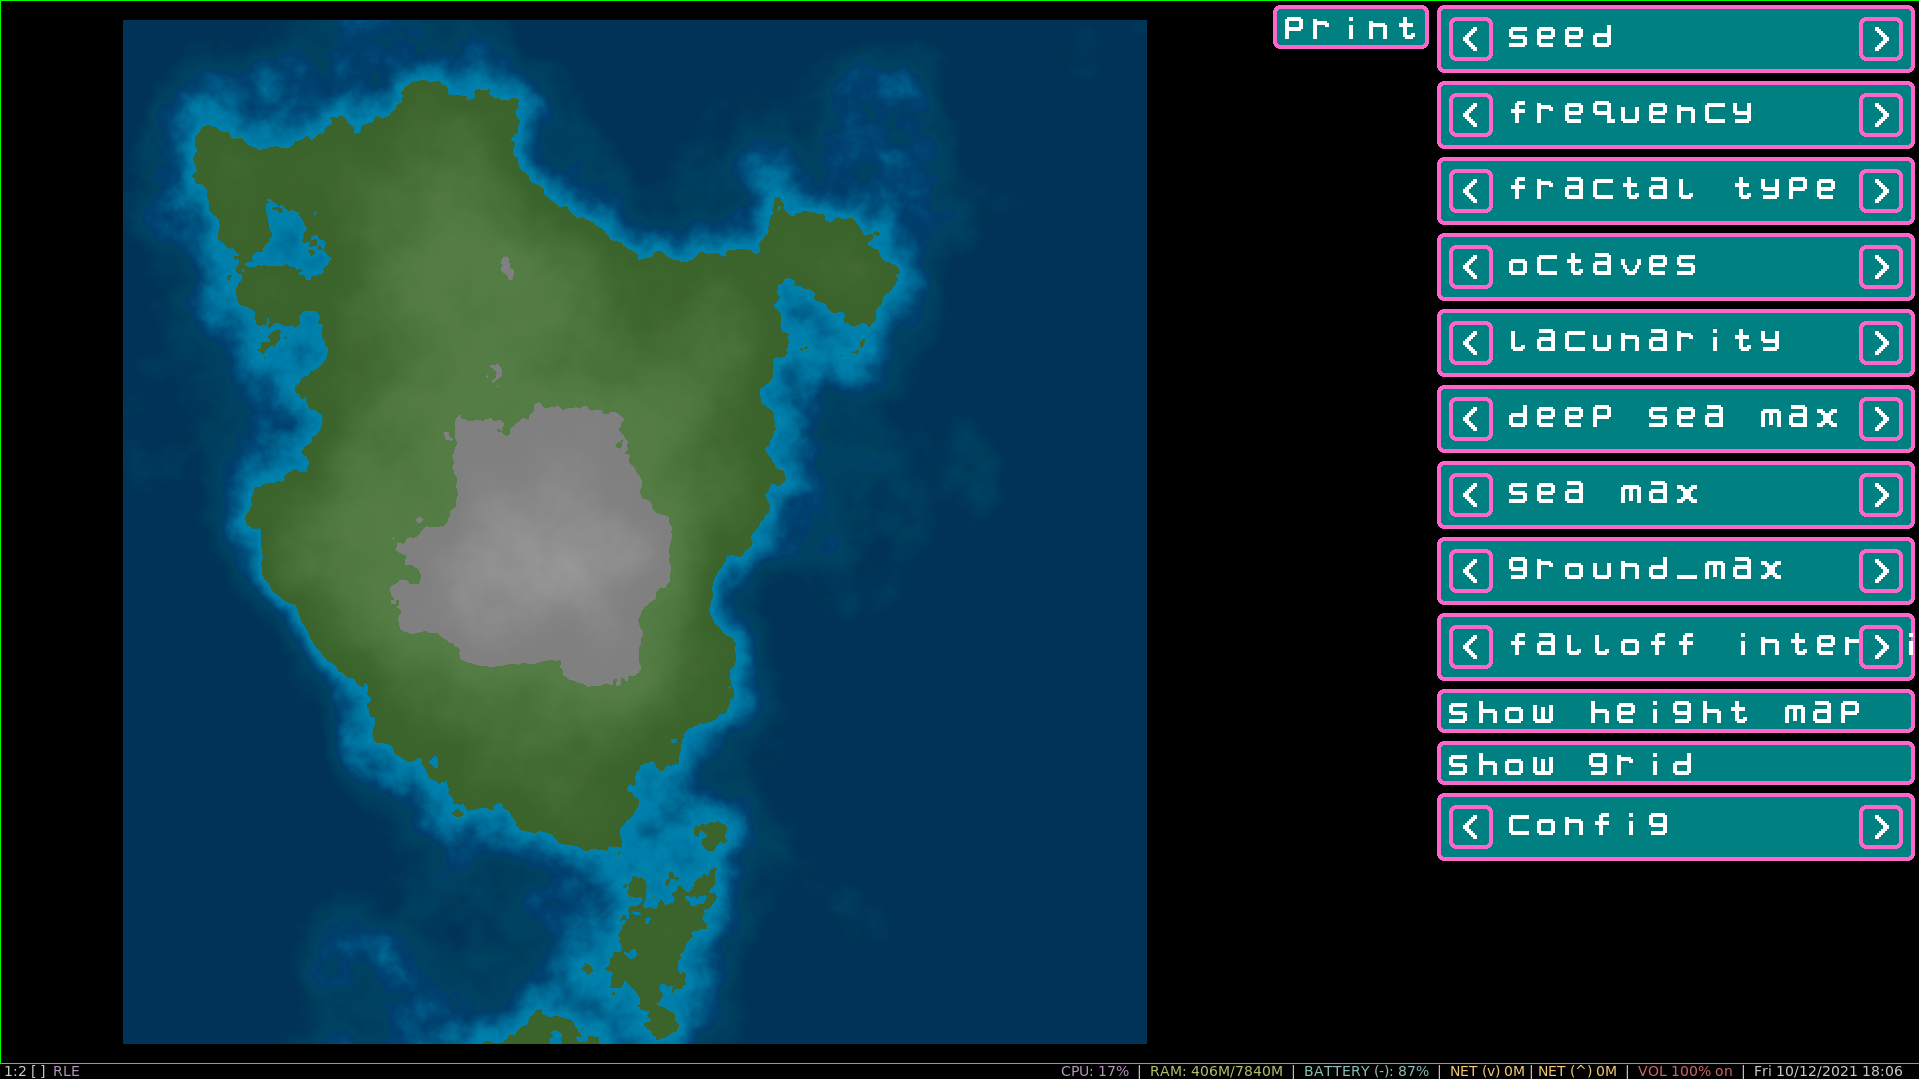 Print
< seed >
< frequency >
< fractal type >
< octaves >
< lacunarity >
< deep sea max >
< sea max >
< ground_max >
< falloff inter >
show height map
show grid
< Config >
1:2 [ ] RLE CPU: 17% | RAM: 406M/7840M | BATTERY (-): 87% | NET (v) 0M | NET (^) 0M | VOL 100% on | Fri 10/12/2021 18:06